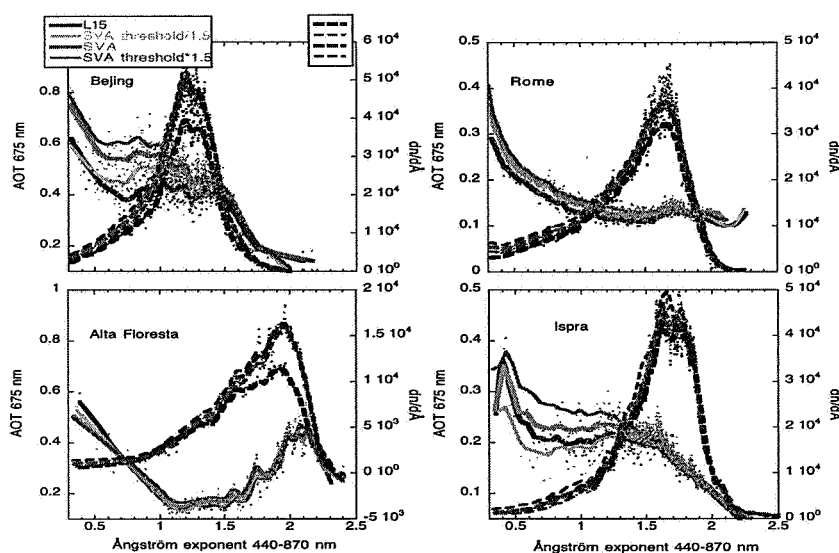 L15
SVA threshold/1.5
SVA
SVA threshold*1.5
Bejing
AOT 675 nm
0.8
0.6
0.4
0.2
6 10⁴
5 10⁴
4 10⁴
3 10⁴
2 10⁴
1 10⁴
0 10⁰
dn/dÅ
Rome
AOT 675 nm
0.5
0.4
0.3
0.2
0.1
0
5 10⁴
4 10⁴
3 10⁴
2 10⁴
1 10⁴
0 10⁰
dn/dÅ
Alta Floresta
AOT 675 nm
1
0.8
0.6
0.4
0.2
2 10⁴
1.5 10⁴
1 10⁴
5 10³
0 10⁰
-5 10³
dn/dÅ
0.5 1 1.5 2 2.5
Ångström exponent 440-870 nm
Ispra
AOT 675 nm
0.5
0.4
0.3
0.2
0.1
5 10⁴
4 10⁴
3 10⁴
2 10⁴
1 10⁴
0 10⁰
dn/dÅ
0.5 1 1.5 2 2.5
Ångström exponent 440-870 nm